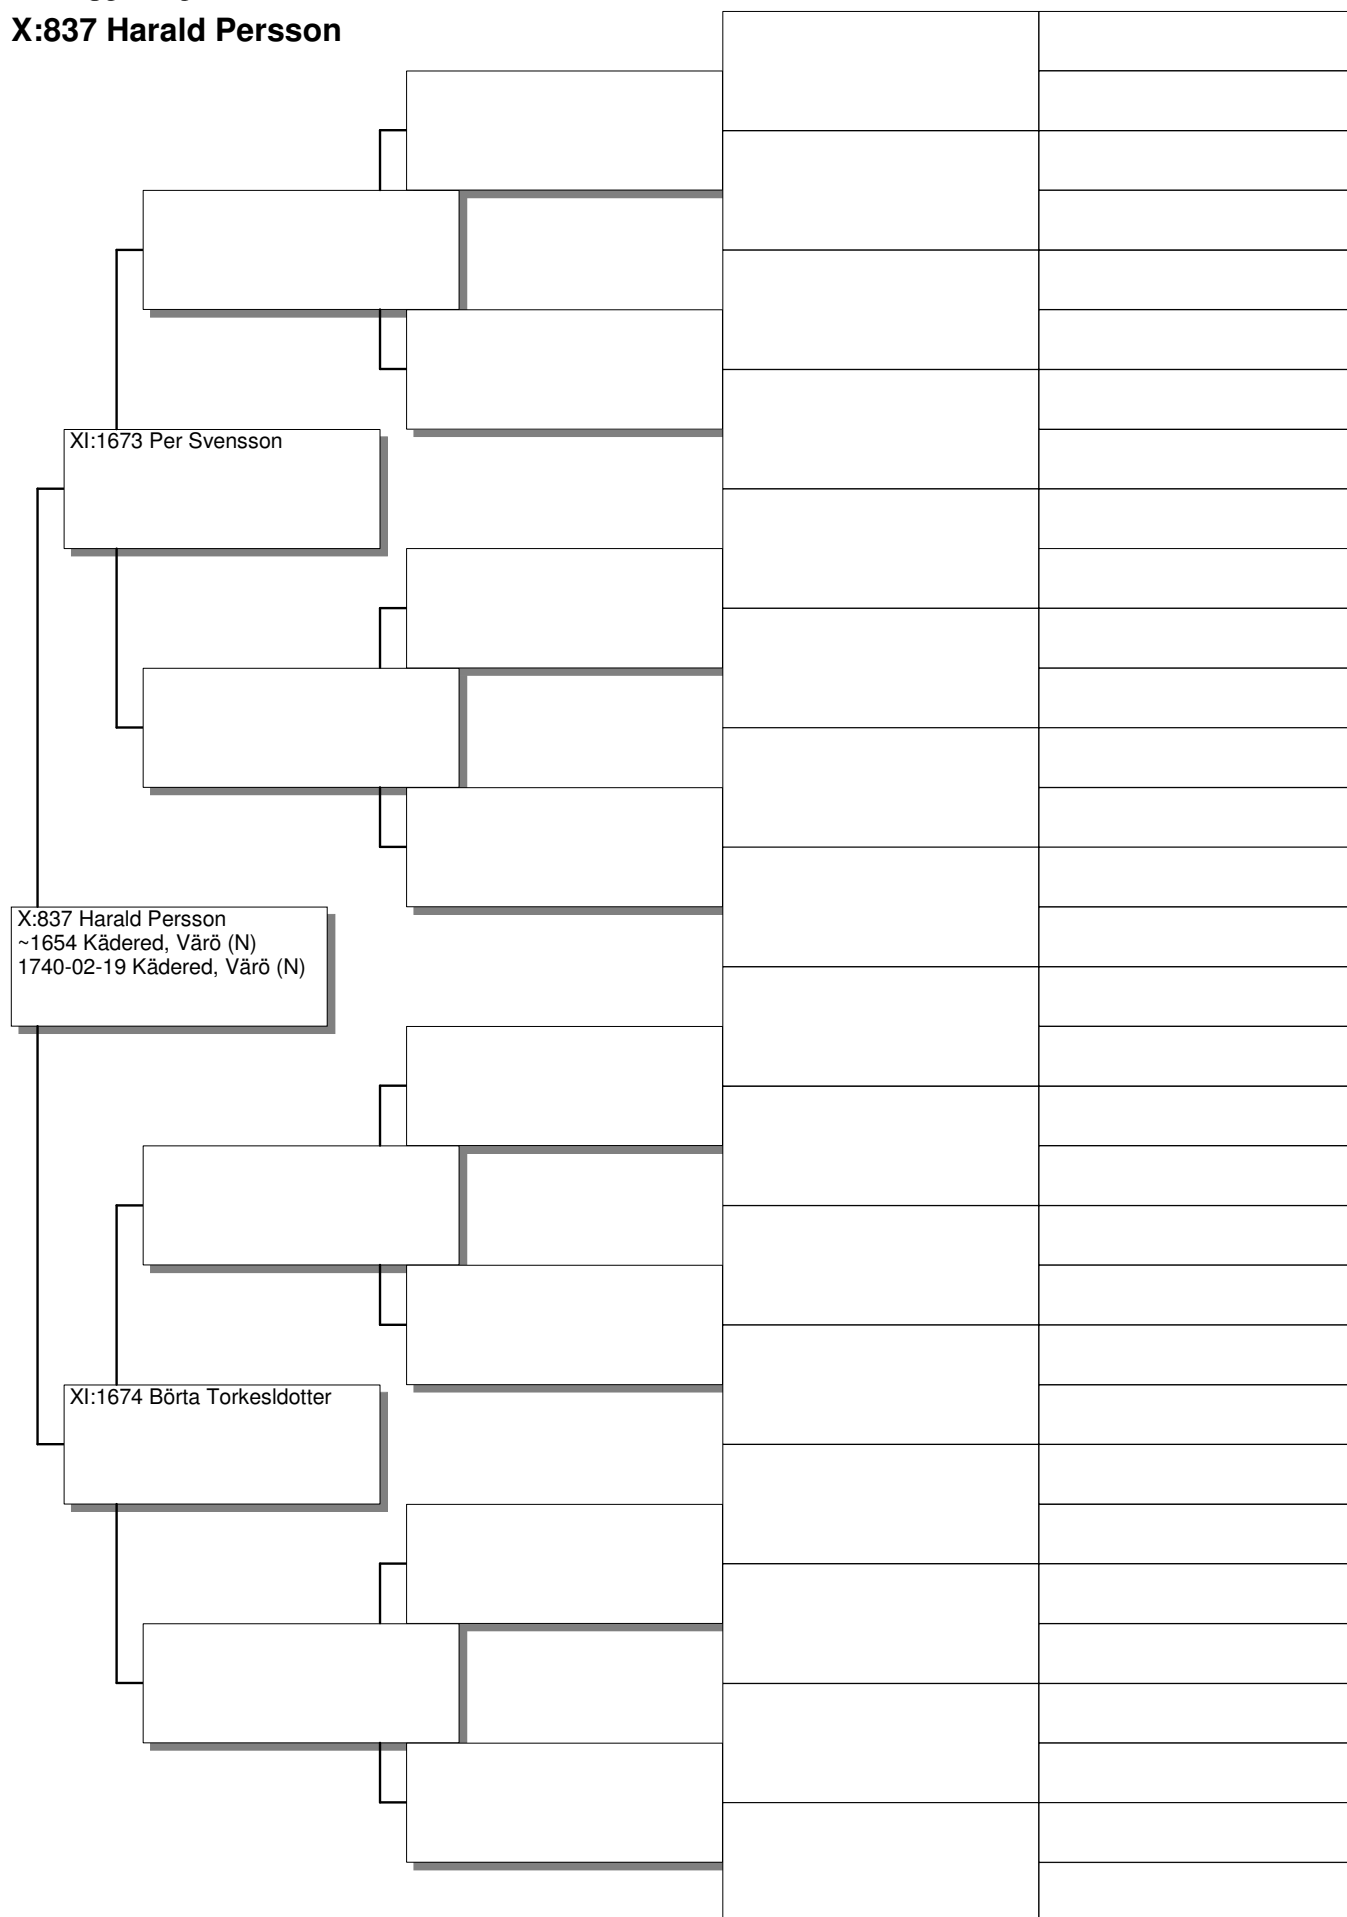 X:837 Harald Persson
XI:1673 Per Svensson
X:837 Harald Persson
~1654 Kädered, Värö (N)
1740-02-19 Kädered, Värö (N)
XI:1674 Börta Torkesldotter